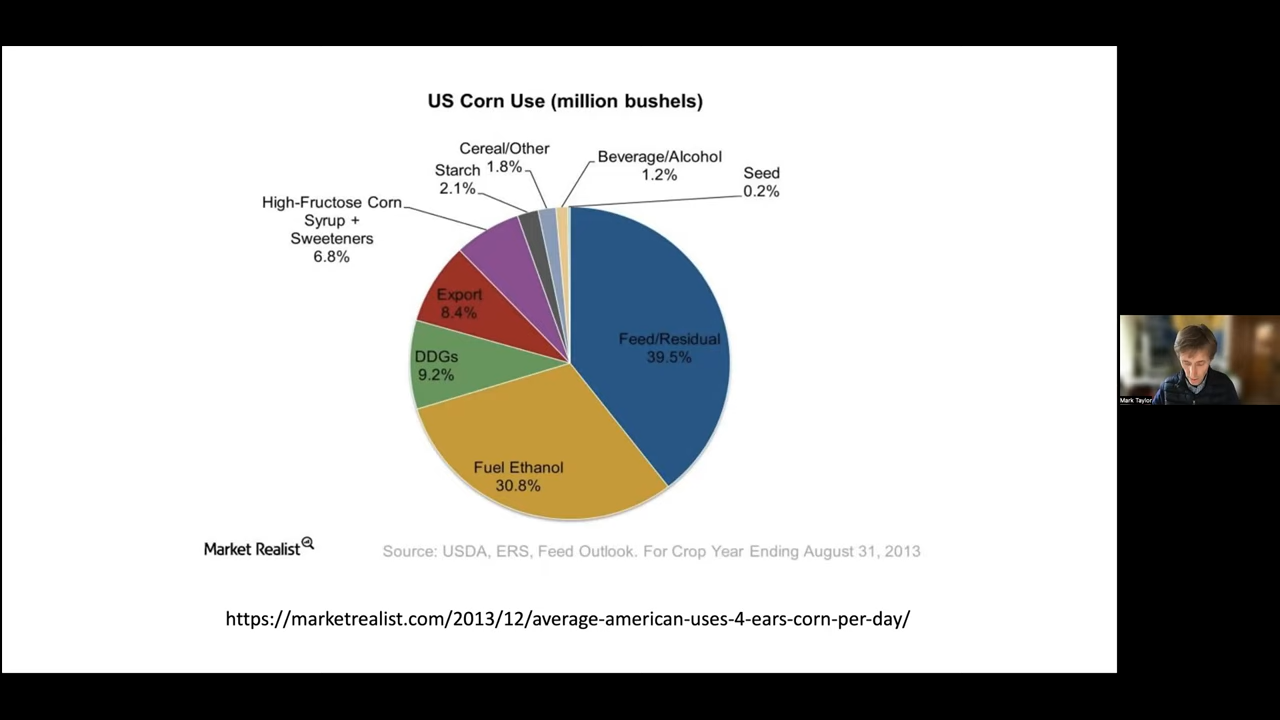 US Corn Use (million bushels)
Cereal/Other
1.8%
Beverage/Alcohol
1.2%
Starch
2.1%
Seed
0.2%
High-Fructose Corn
Syrup +
Sweeteners
6.8%
Export
8.4%
Feed/Residual
39.5%
DDGs
9.2%
Fuel Ethanol
30.8%
Market Realist
Source: USDA, ERS, Feed Outlook. For Crop Year Ending August 31, 2013
https://marketrealist.com/2013/12/average-american-uses-4-ears-corn-per-day/
Mark Taylor